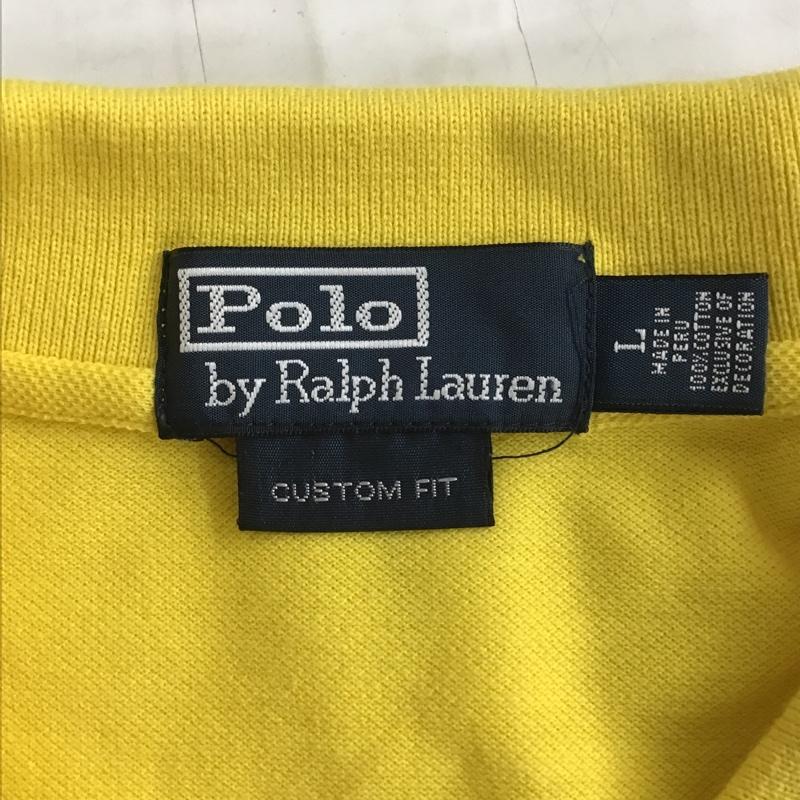 Polo
by Ralph Lauren
CUSTOM FIT
L
MADE IN
PERU
100% COTTON
EXCLUSIVE OF
DECORATION